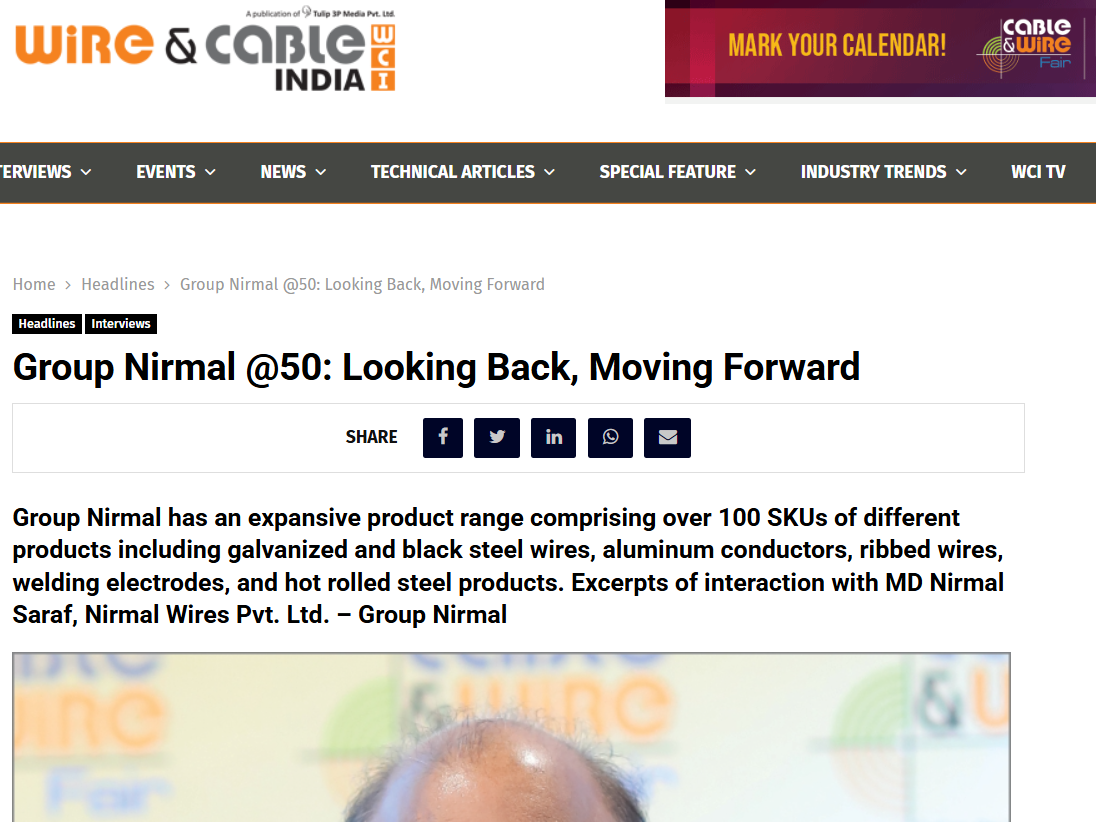 A publication of Tulip 3P Media Pvt. Ltd.
WiRE & CABLE
INDIA
WCI
MARK YOUR CALENDAR!
CABLE
&WiRE
Fair
TERVIEWS
EVENTS
NEWS
TECHNICAL ARTICLES
SPECIAL FEATURE
INDUSTRY TRENDS
WCI TV
Home > Headlines > Group Nirmal @50: Looking Back, Moving Forward
Headlines Interviews
Group Nirmal @50: Looking Back, Moving Forward
SHARE
Group Nirmal has an expansive product range comprising over 100 SKUs of different
products including galvanized and black steel wires, aluminum conductors, ribbed wires,
welding electrodes, and hot rolled steel products. Excerpts of interaction with MD Nirmal
Saraf, Nirmal Wires Pvt. Ltd. – Group Nirmal
WiRE
& WiRE
&
Fair